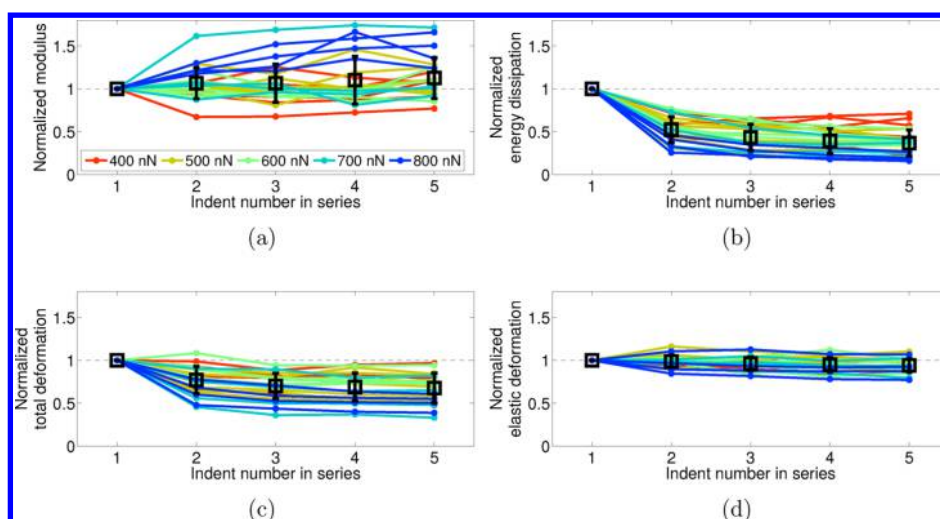 Normalized modulus
1.5
1
0.5
0
400 nN 500 nN 600 nN 700 nN 800 nN
1 2 3 4 5
Indent number in series
(a)
Normalized
energy dissipation
1.5
1
0.5
0
1 2 3 4 5
Indent number in series
(b)
Normalized
total deformation
1.5
1
0.5
0
1 2 3 4 5
Indent number in series
(c)
Normalized
elastic deformation
1.5
1
0.5
0
1 2 3 4 5
Indent number in series
(d)